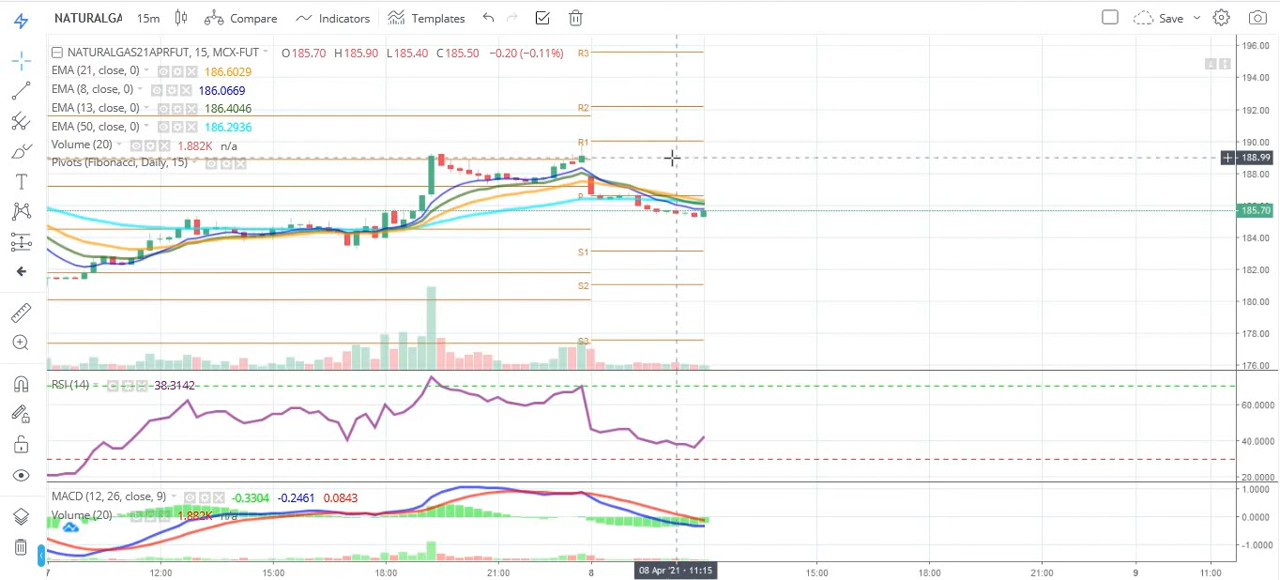 NATURALGA 15m Compare Indicators Templates Save
NATURALGAS21APRFUT, 15, MCX-FUT O185.70 H185.90 L185.40 C185.50 −0.20 (−0.11%)
EMA (21, close, 0) 186.6029
EMA (8, close, 0) 186.0669
EMA (13, close, 0) 186.4046
EMA (50, close, 0) 186.2936
Volume (20) 1.882K n/a
Pivots (Fibonacci, Daily, 15)
R3
R2
R1
P
S1
S2
S3
196.00
194.00
192.00
190.00
188.99
188.00
185.70
184.00
182.00
180.00
178.00
176.00
RSI (14) 38.3142
60.0000
40.0000
20.0000
MACD (12, 26, close, 9) -0.3304 -0.2461 0.0843
Volume (20) 1.882K n/a
1.0000
0.0000
-1.0000
7 12:00 15:00 18:00 21:00 8 08 Apr '21 - 11:15 15:00 18:00 21:00 9 11:00